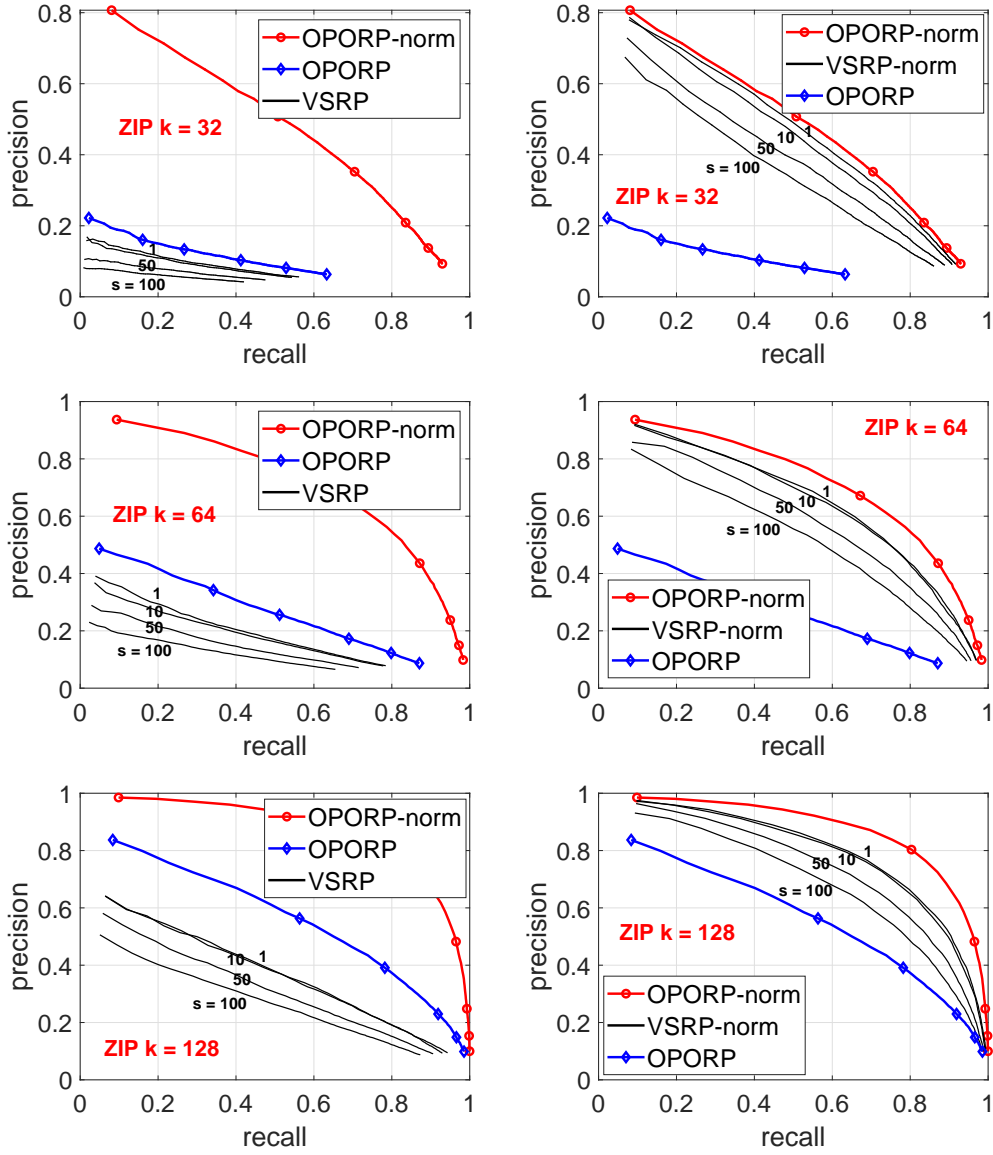 OPORP-norm
OPORP
VSRP
ZIP k = 32
1
50
s = 100
precision
0.8
0.6
0.4
0.2
0
0 0.2 0.4 0.6 0.8 1
recall
OPORP-norm
VSRP-norm
OPORP
ZIP k = 32
1
10
50
s = 100
precision
0.8
0.6
0.4
0.2
0
0 0.2 0.4 0.6 0.8 1
recall
OPORP-norm
OPORP
VSRP
ZIP k = 64
1
10
50
s = 100
precision
1
0.8
0.6
0.4
0.2
0
0 0.2 0.4 0.6 0.8 1
recall
ZIP k = 64
1
10
50
s = 100
OPORP-norm
VSRP-norm
OPORP
precision
1
0.8
0.6
0.4
0.2
0
0 0.2 0.4 0.6 0.8 1
recall
OPORP-norm
OPORP
VSRP
10 1
50
s = 100
ZIP k = 128
precision
1
0.8
0.6
0.4
0.2
0
0 0.2 0.4 0.6 0.8 1
recall
1
10
50
s = 100
ZIP k = 128
OPORP-norm
VSRP-norm
OPORP
precision
1
0.8
0.6
0.4
0.2
0
0 0.2 0.4 0.6 0.8 1
recall